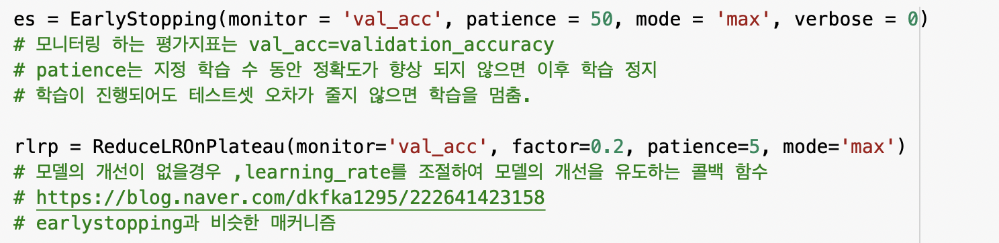 es = EarlyStopping(monitor = 'val_acc', patience = 50, mode = 'max', verbose = 0)
# 모니터링 하는 평가지표는 val_acc=validation_accuracy
# patience는 지정 학습 수 동안 정확도가 향상 되지 않으면 이후 학습 정지
# 학습이 진행되어도 테스트셋 오차가 줄지 않으면 학습을 멈춤.
rlrp = ReduceLROnPlateau(monitor='val_acc', factor=0.2, patience=5, mode='max')
# 모델의 개선이 없을경우 ,learning_rate를 조절하여 모델의 개선을 유도하는 콜백 함수
# https://blog.naver.com/dkfka1295/222641423158
# earlystopping과 비슷한 매커니즘